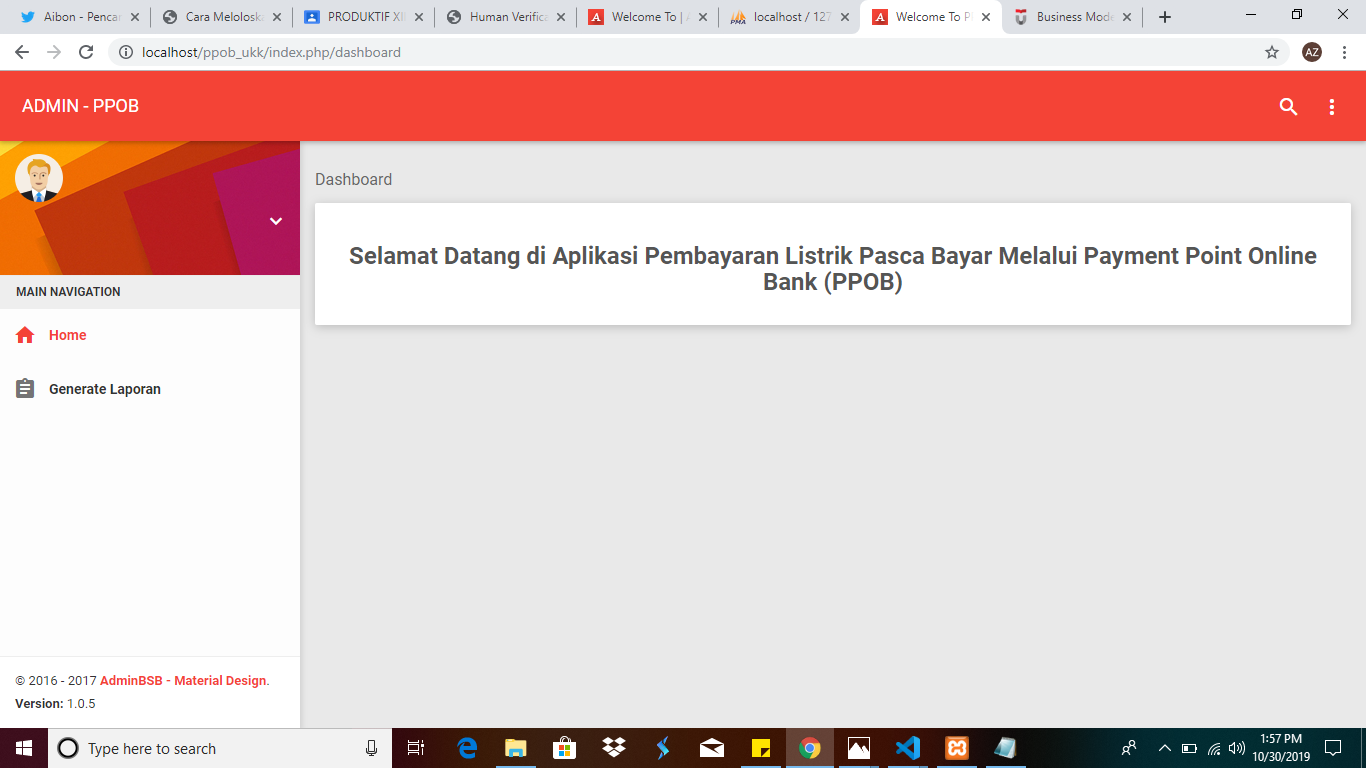 Aibon - Pencar
Cara Meloloska
PRODUKTIF XI
Human Verifica
Welcome To | A
localhost / 127
Welcome To P
Business Mode
localhost/ppob_ukk/index.php/dashboard
AZ
ADMIN - PPOB
Dashboard
Selamat Datang di Aplikasi Pembayaran Listrik Pasca Bayar Melalui Payment Point Online
Bank (PPOB)
MAIN NAVIGATION
Home
Generate Laporan
© 2016 - 2017 AdminBSB - Material Design.
Version: 1.0.5
Type here to search
1:57 PM
10/30/2019